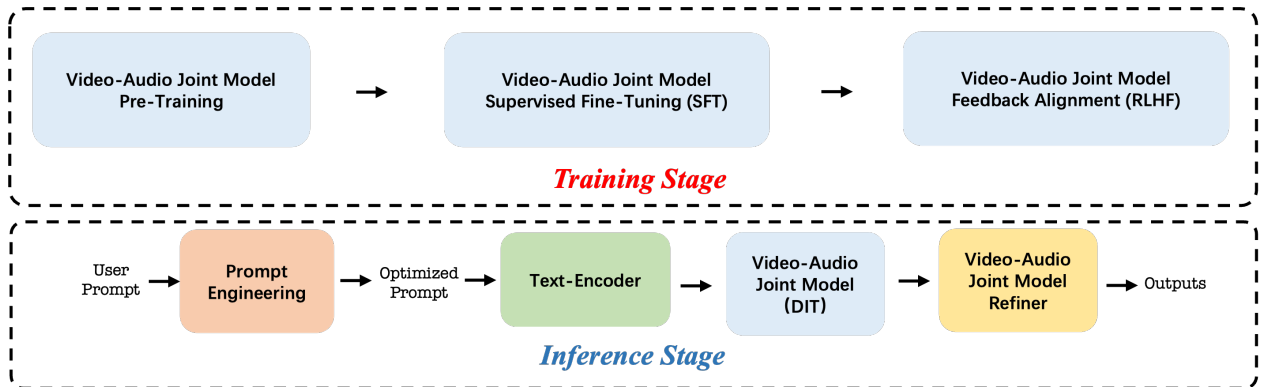 Video-Audio Joint Model
Pre-Training
Video-Audio Joint Model
Supervised Fine-Tuning (SFT)
Video-Audio Joint Model
Feedback Alignment (RLHF)
Training Stage
User
Prompt
Prompt
Engineering
Optimized
Prompt
Text-Encoder
Video-Audio
Joint Model
(DIT)
Video-Audio
Joint Model
Refiner
Outputs
Inference Stage